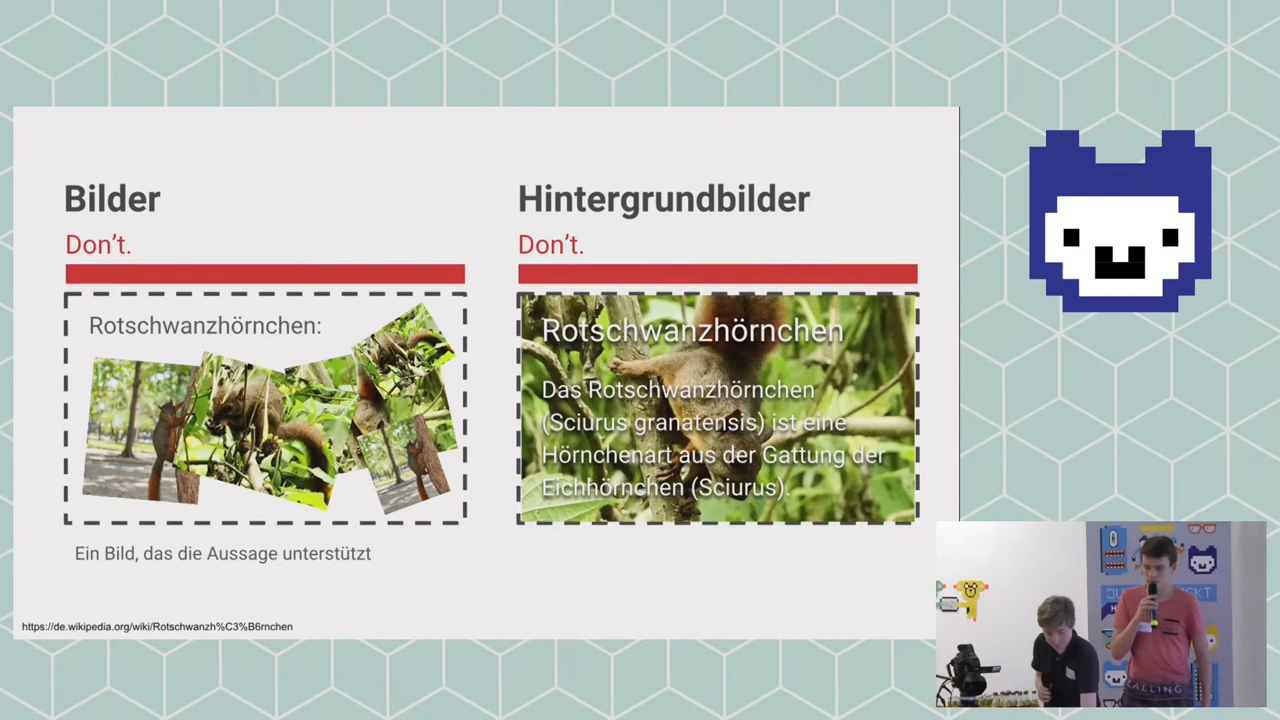 Bilder
Don't.
Rotschwanzhörnchen:
Ein Bild, das die Aussage unterstützt
Hintergrundbilder
Don't.
Rotschwanzhörnchen
Das Rotschwanzhörnchen
(Sciurus granatensis) ist eine
Hörnchenart aus der Gattung der
Eichhörnchen (Sciurus).
https://de.wikipedia.org/wiki/Rotschwanzh%C3%B6rnchen